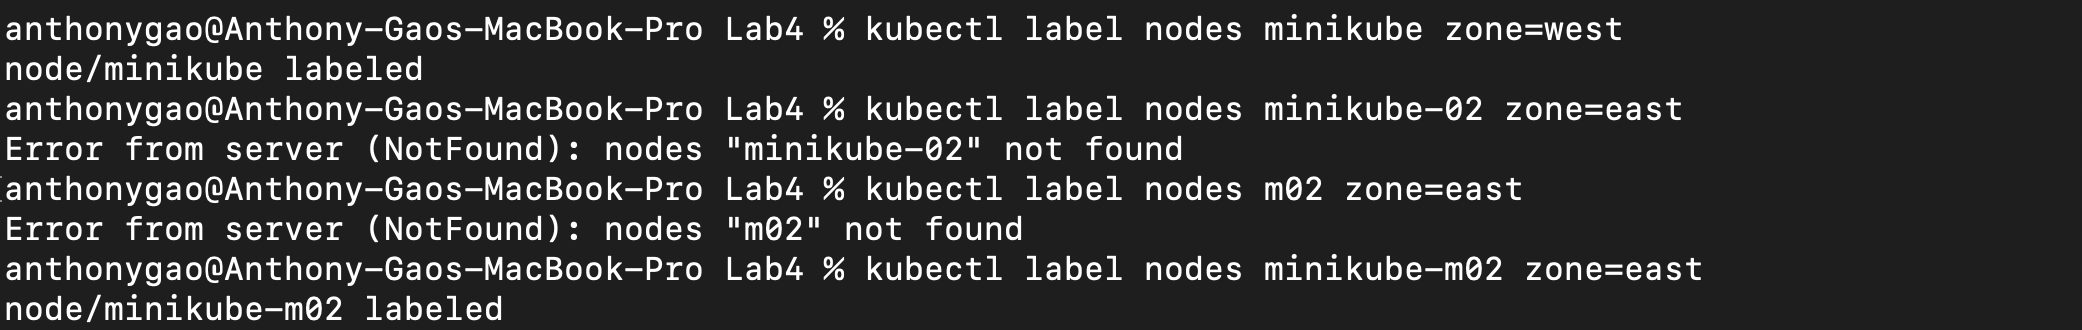 anthonygao@Anthony-Gaos-MacBook-Pro Lab4 % kubectl label nodes minikube zone=west
node/minikube labeled
anthonygao@Anthony-Gaos-MacBook-Pro Lab4 % kubectl label nodes minikube-02 zone=east
Error from server (NotFound): nodes "minikube-02" not found
anthonygao@Anthony-Gaos-MacBook-Pro Lab4 % kubectl label nodes m02 zone=east
Error from server (NotFound): nodes "m02" not found
anthonygao@Anthony-Gaos-MacBook-Pro Lab4 % kubectl label nodes minikube-m02 zone=east
node/minikube-m02 labeled